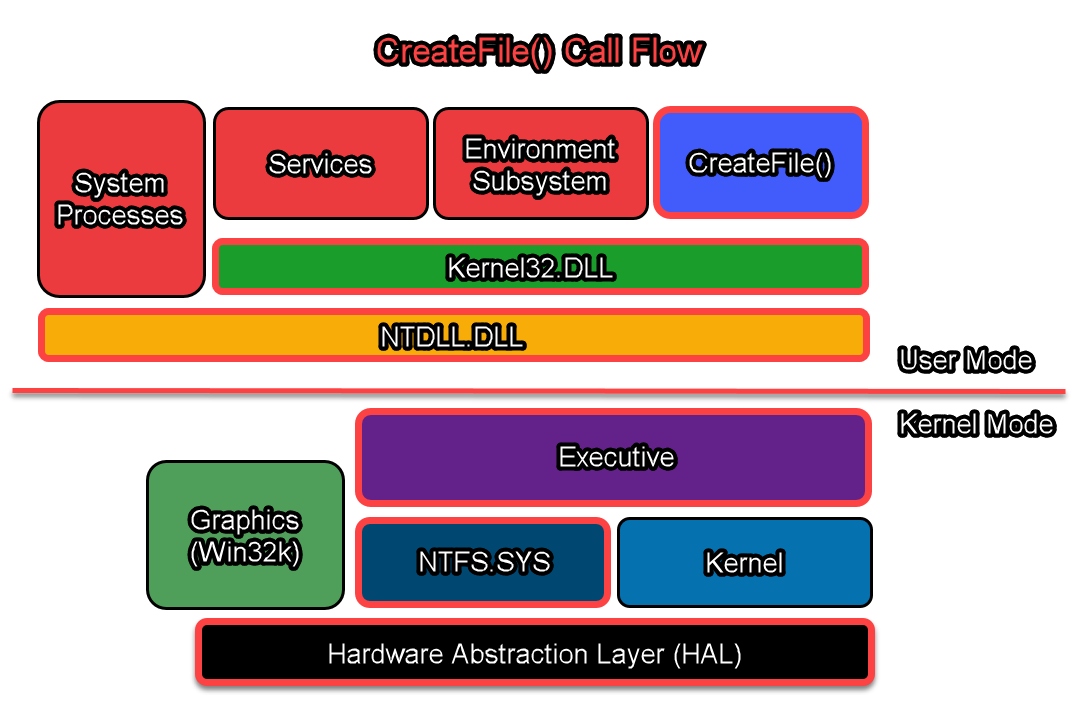 CreateFile() Call Flow
System
Processes
Services
Environment
Subsystem
CreateFile()
Kernel32.DLL
NTDLL.DLL
User Mode
Kernel Mode
Executive
Graphics
(Win32k)
NTFS.SYS
Kernel
Hardware Abstraction Layer (HAL)